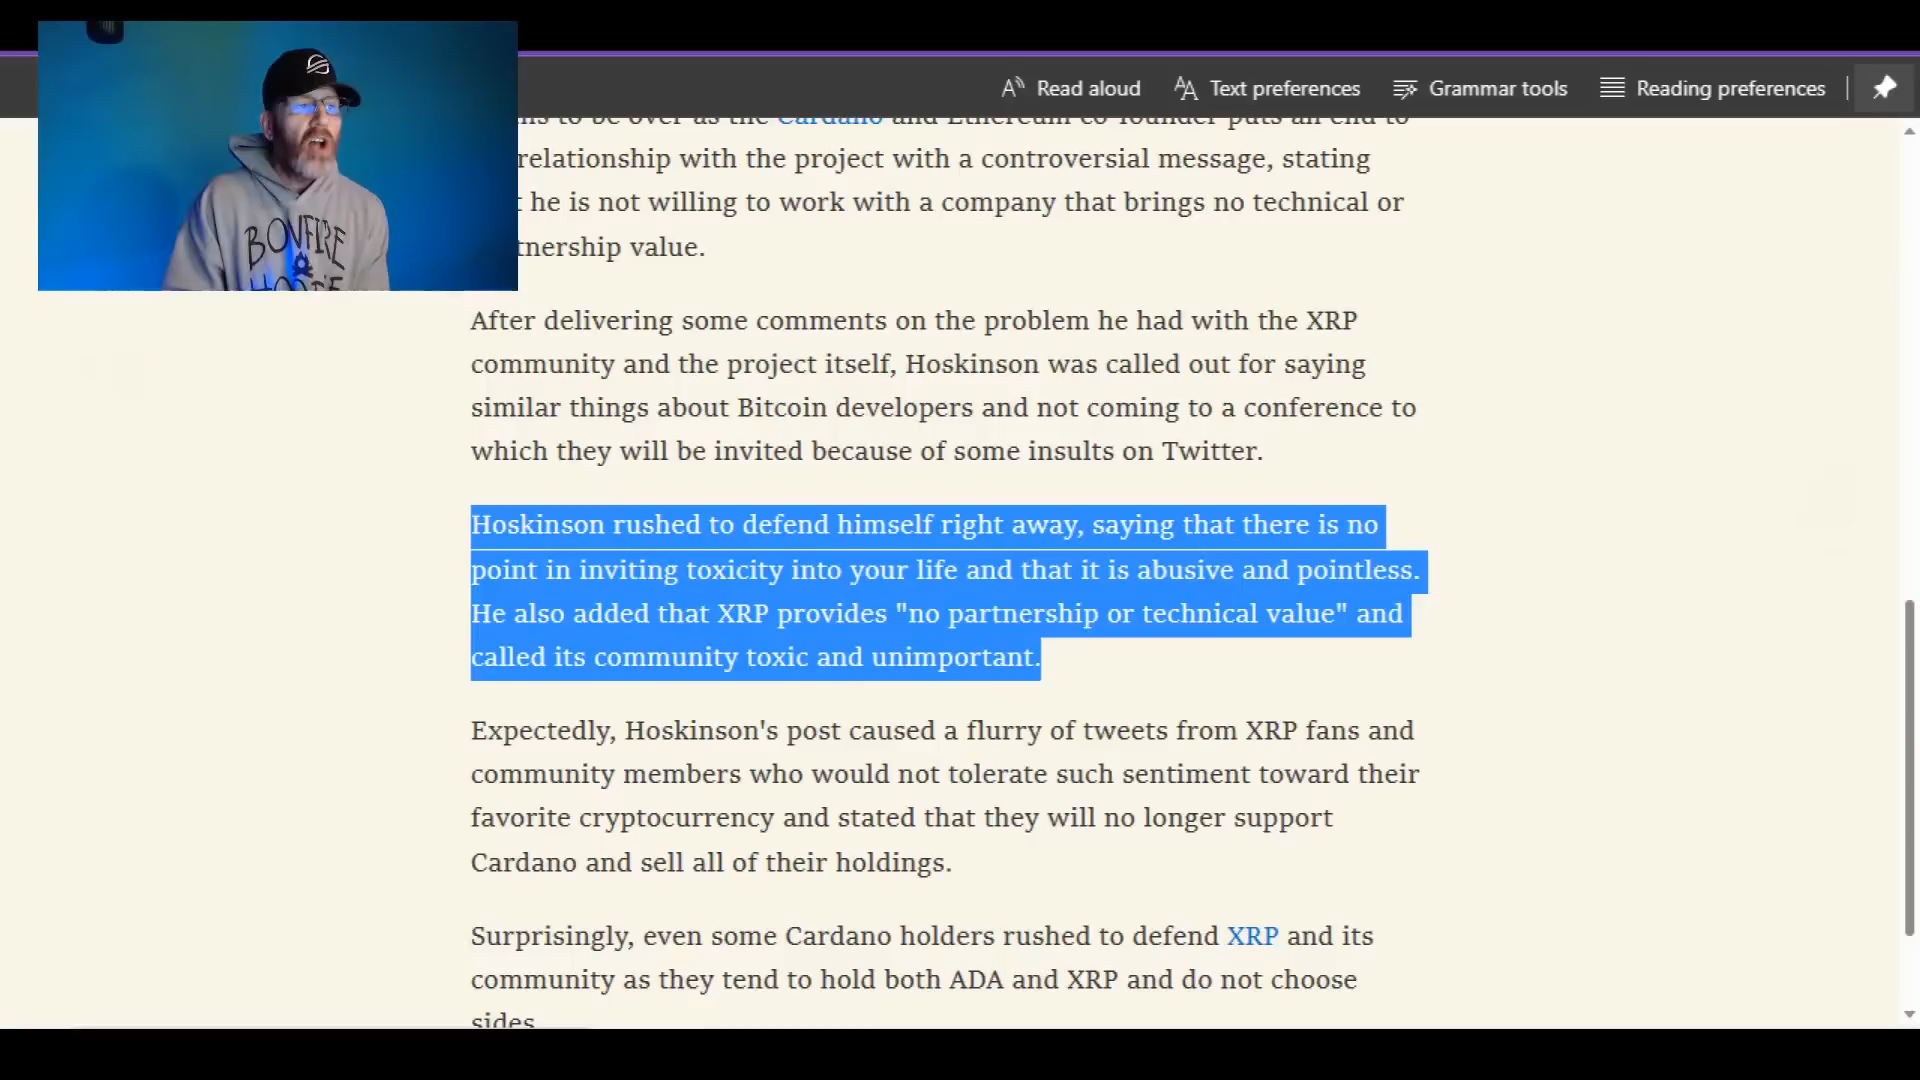 Read aloud
Text preferences
Grammar tools
Reading preferences
to be over as the Cardano and Ethereum co-founder puts an end to
relationship with the project with a controversial message, stating
he is not willing to work with a company that brings no technical or
value.
After delivering some comments on the problem he had with the XRP
community and the project itself, Hoskinson was called out for saying
similar things about Bitcoin developers and not coming to a conference to
which they will be invited because of some insults on Twitter.
Hoskinson rushed to defend himself right away, saying that there is no
point in inviting toxicity into your life and that it is abusive and pointless.
He also added that XRP provides "no partnership or technical value" and
called its community toxic and unimportant.
Expectedly, Hoskinson's post caused a flurry of tweets from XRP fans and
community members who would not tolerate such sentiment toward their
favorite cryptocurrency and stated that they will no longer support
Cardano and sell all of their holdings.
Surprisingly, even some Cardano holders rushed to defend XRP and its
community as they tend to hold both ADA and XRP and do not choose
sides.
BONFIRE